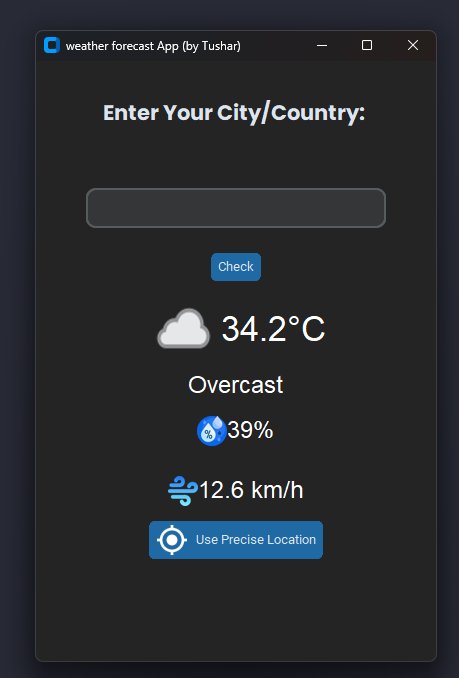 weather forecast App (by Tushar)
Enter Your City/Country:
Check
34.2°C
Overcast
%
39%
12.6 km/h
Use Precise Location